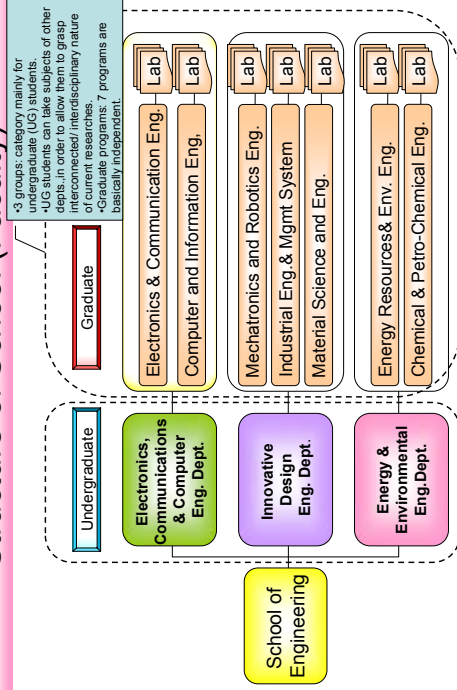 Structure of School (Faculty)
•3 groups: category mainly for
undergraduate (UG) students.
•UG students can take subjects of other
depts.,in order to allow them to grasp
interconnected/ interdisciplinary nature
of current researches.
•Graduate programs: 7 programs are
basically independent.
Undergraduate
Graduate
School of
Engineering
Electronics,
Communications
& Computer
Eng. Dept.
Electronics & Communication Eng.
Lab
Computer and Information Eng,
Lab
Innovative
Design
Eng. Dept.
Mechatronics and Robotics Eng.
Lab
Industrial Eng.& Mgmt System
Lab
Material Science and Eng.
Lab
Energy &
Environmental
Eng.Dept.
Energy Resources& Env. Eng.
Lab
Chemical & Petro-Chemical Eng.
Lab